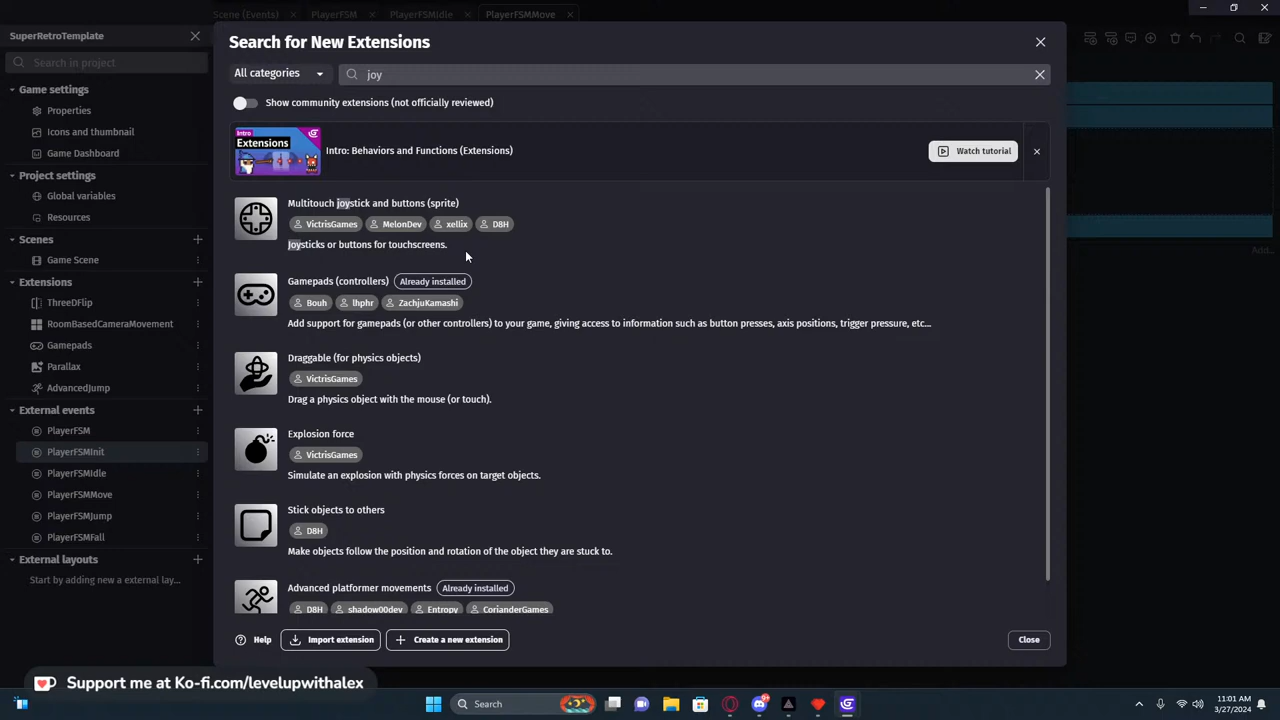 Scene (Events)
PlayerFSM
PlayerFSMIdle
PlayerFSMMove
SuperRetroTemplate
Search in project
Game settings
Properties
Icons and thumbnail
Game Dashboard
Project settings
Global variables
Resources
Scenes
Game Scene
Extensions
ThreeDFlip
RoomBasedCameraMovement
Gamepads
Parallax
AdvancedJump
External events
PlayerFSM
PlayerFSMInit
PlayerFSMIdle
PlayerFSMMove
PlayerFSMJump
PlayerFSMFall
External layouts
Start by adding new a external lay...
Search for New Extensions
All categories
joy
Show community extensions (not officially reviewed)
Intro
Extensions
Intro: Behaviors and Functions (Extensions)
Watch tutorial
Multitouch joystick and buttons (sprite)
VictrisGames MelonDev xellix D8H
Joysticks or buttons for touchscreens.
Gamepads (controllers) Already installed
Bouh lhphr ZachjuKamashi
Add support for gamepads (or other controllers) to your game, giving access to information such as button presses, axis positions, trigger pressure, etc...
Draggable (for physics objects)
VictrisGames
Drag a physics object with the mouse (or touch).
Explosion force
VictrisGames
Simulate an explosion with physics forces on target objects.
Stick objects to others
D8H
Make objects follow the position and rotation of the object they are stuck to.
Advanced platformer movements Already installed
D8H shadow00dev Entropy CorianderGames
Help
Import extension
Create a new extension
Close
Add...
Support me at Ko-fi.com/levelupwithalex
Search
11:01 AM
3/27/2024